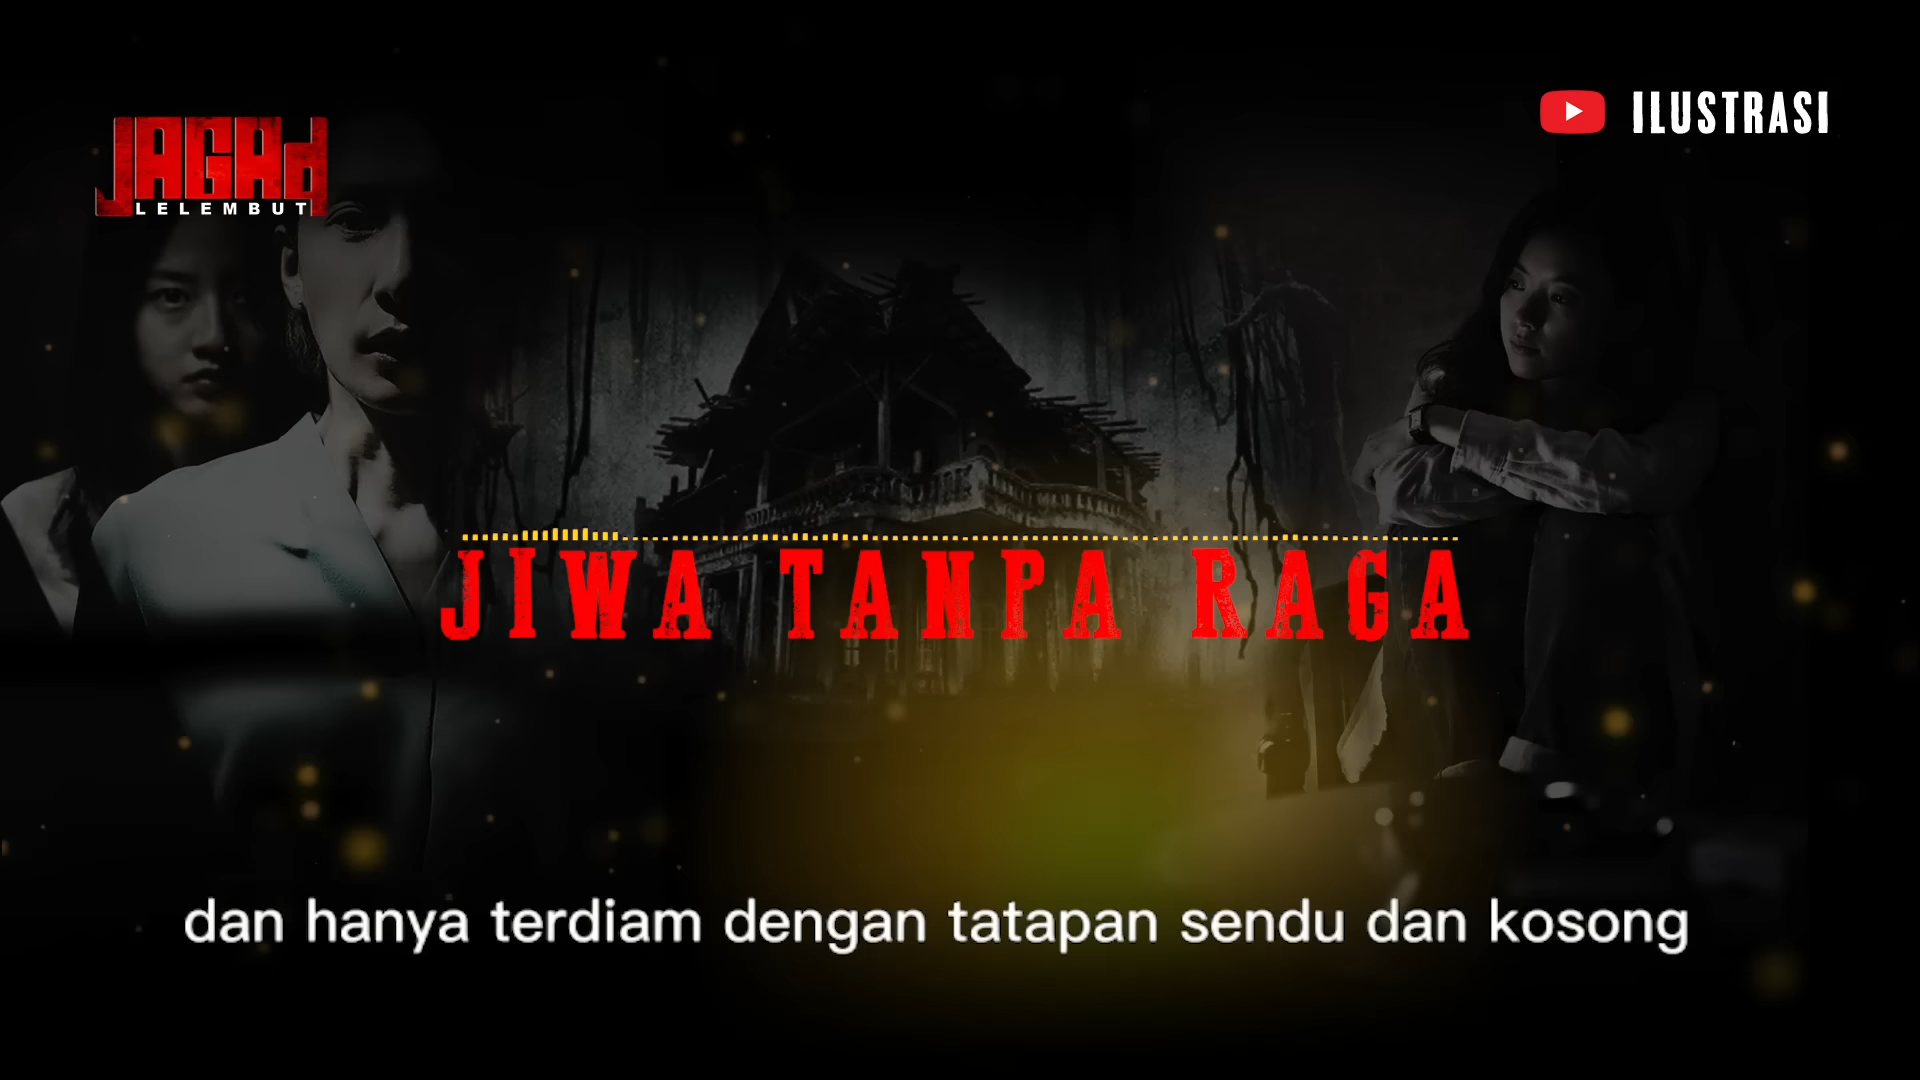 JAGAd
LELEMBUT
ILUSTRASI
JIWA TANPA RAGA
dan hanya terdiam dengan tatapan sendu dan kosong